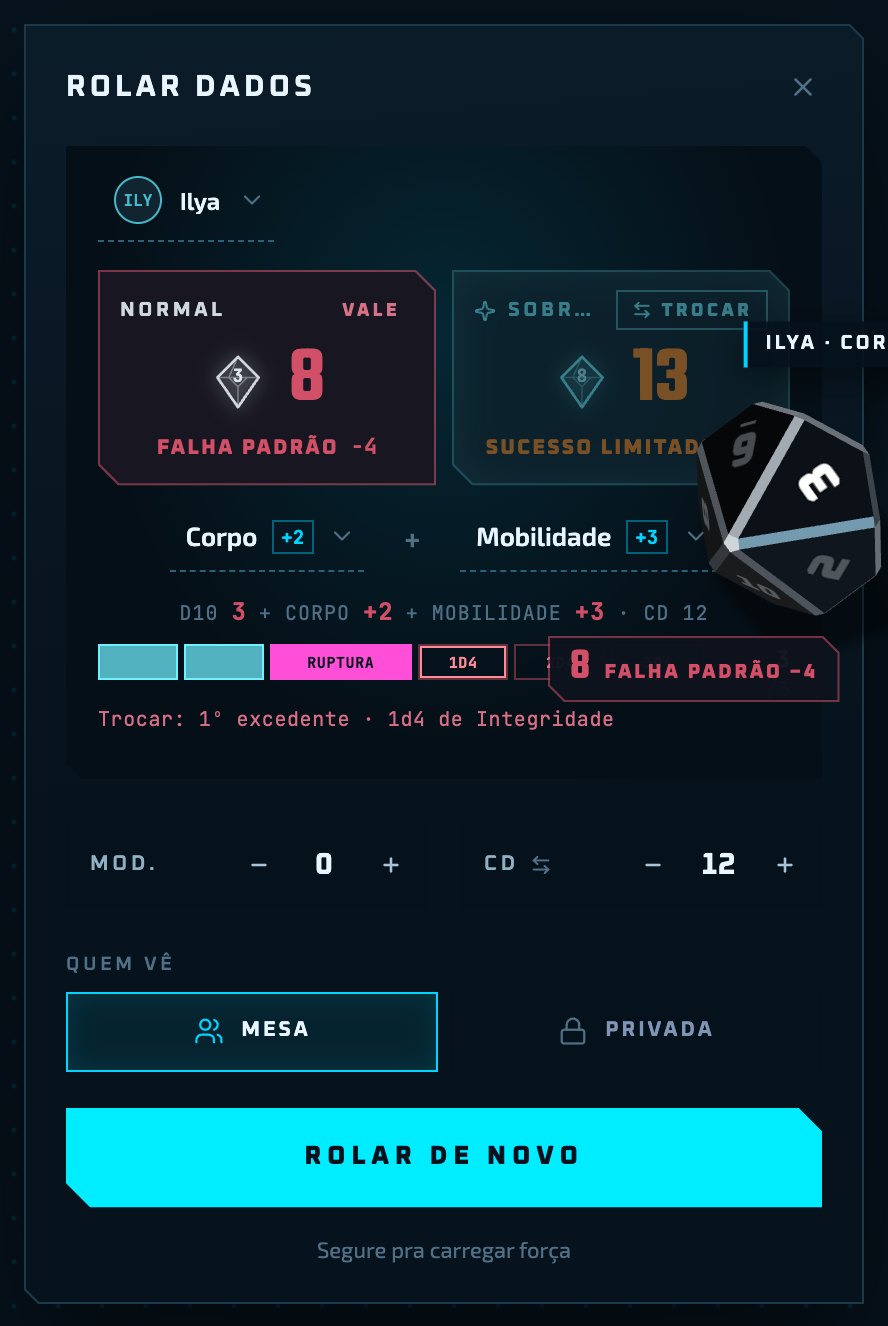 ROLAR DADOS
ILY Ilya
NORMAL VALE
3 8
FALHA PADRÃO -4
SOBR... TROCAR
8 13
SUCESSO LIMITAD
ILYA · COR
3
2
10
Corpo +2 + Mobilidade +3
D10 3 + CORPO +2 + MOBILIDADE +3 · CD 12
RUPTURA 1D4
8 FALHA PADRÃO -4
Trocar: 1º excedente · 1d4 de Integridade
MOD. − 0 +
CD − 12 +
QUEM VÊ
MESA
PRIVADA
ROLAR DE NOVO
Segure pra carregar força